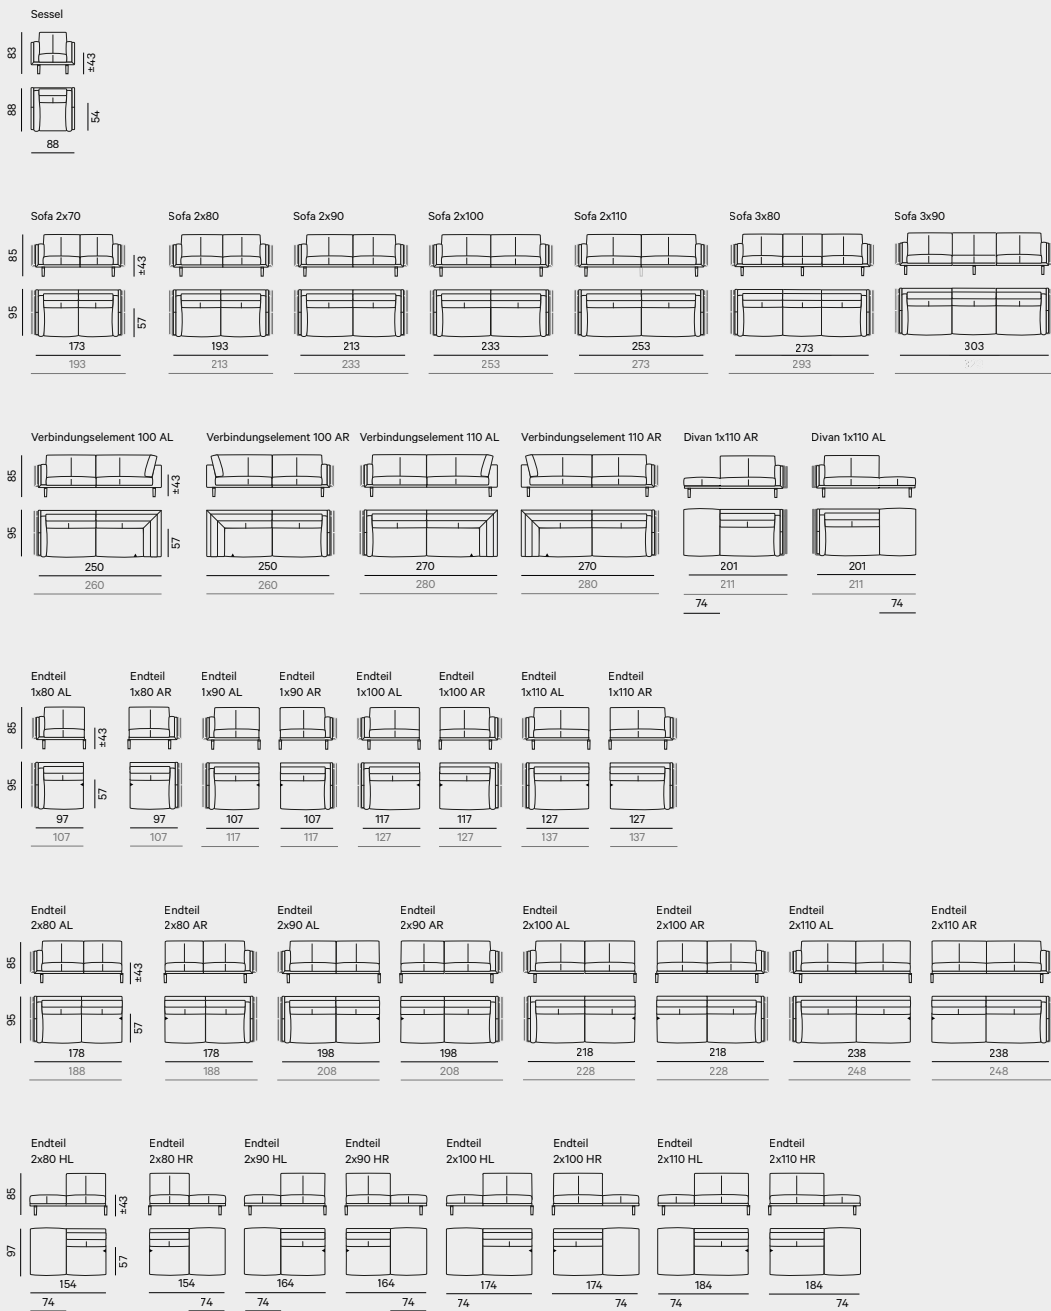 Sessel
83
±43
88
54
88
Sofa 2x70
Sofa 2x80
Sofa 2x90
Sofa 2x100
Sofa 2x110
Sofa 3x80
Sofa 3x90
85
±43
95
57
173
193
213
233
253
273
303
193
213
233
253
273
293
Verbindungselement 100 AL
Verbindungselement 100 AR
Verbindungselement 110 AL
Verbindungselement 110 AR
Divan 1x110 AR
Divan 1x110 AL
85
±43
95
57
250
250
270
270
201
201
260
260
280
280
211
211
74
74
Endteil
1x80 AL
Endteil
1x80 AR
Endteil
1x90 AL
Endteil
1x90 AR
Endteil
1x100 AL
Endteil
1x100 AR
Endteil
1x110 AL
Endteil
1x110 AR
85
±43
95
57
97
97
107
107
117
117
127
127
107
107
117
117
127
127
137
137
Endteil
2x80 AL
Endteil
2x80 AR
Endteil
2x90 AL
Endteil
2x90 AR
Endteil
2x100 AL
Endteil
2x100 AR
Endteil
2x110 AL
Endteil
2x110 AR
85
±43
95
57
178
178
198
198
218
218
238
238
188
188
208
208
228
228
248
248
Endteil
2x80 HL
Endteil
2x80 HR
Endteil
2x90 HL
Endteil
2x90 HR
Endteil
2x100 HL
Endteil
2x100 HR
Endteil
2x110 HL
Endteil
2x110 HR
85
±43
97
57
154
154
164
164
174
174
184
184
74
74
74
74
74
74
74
74